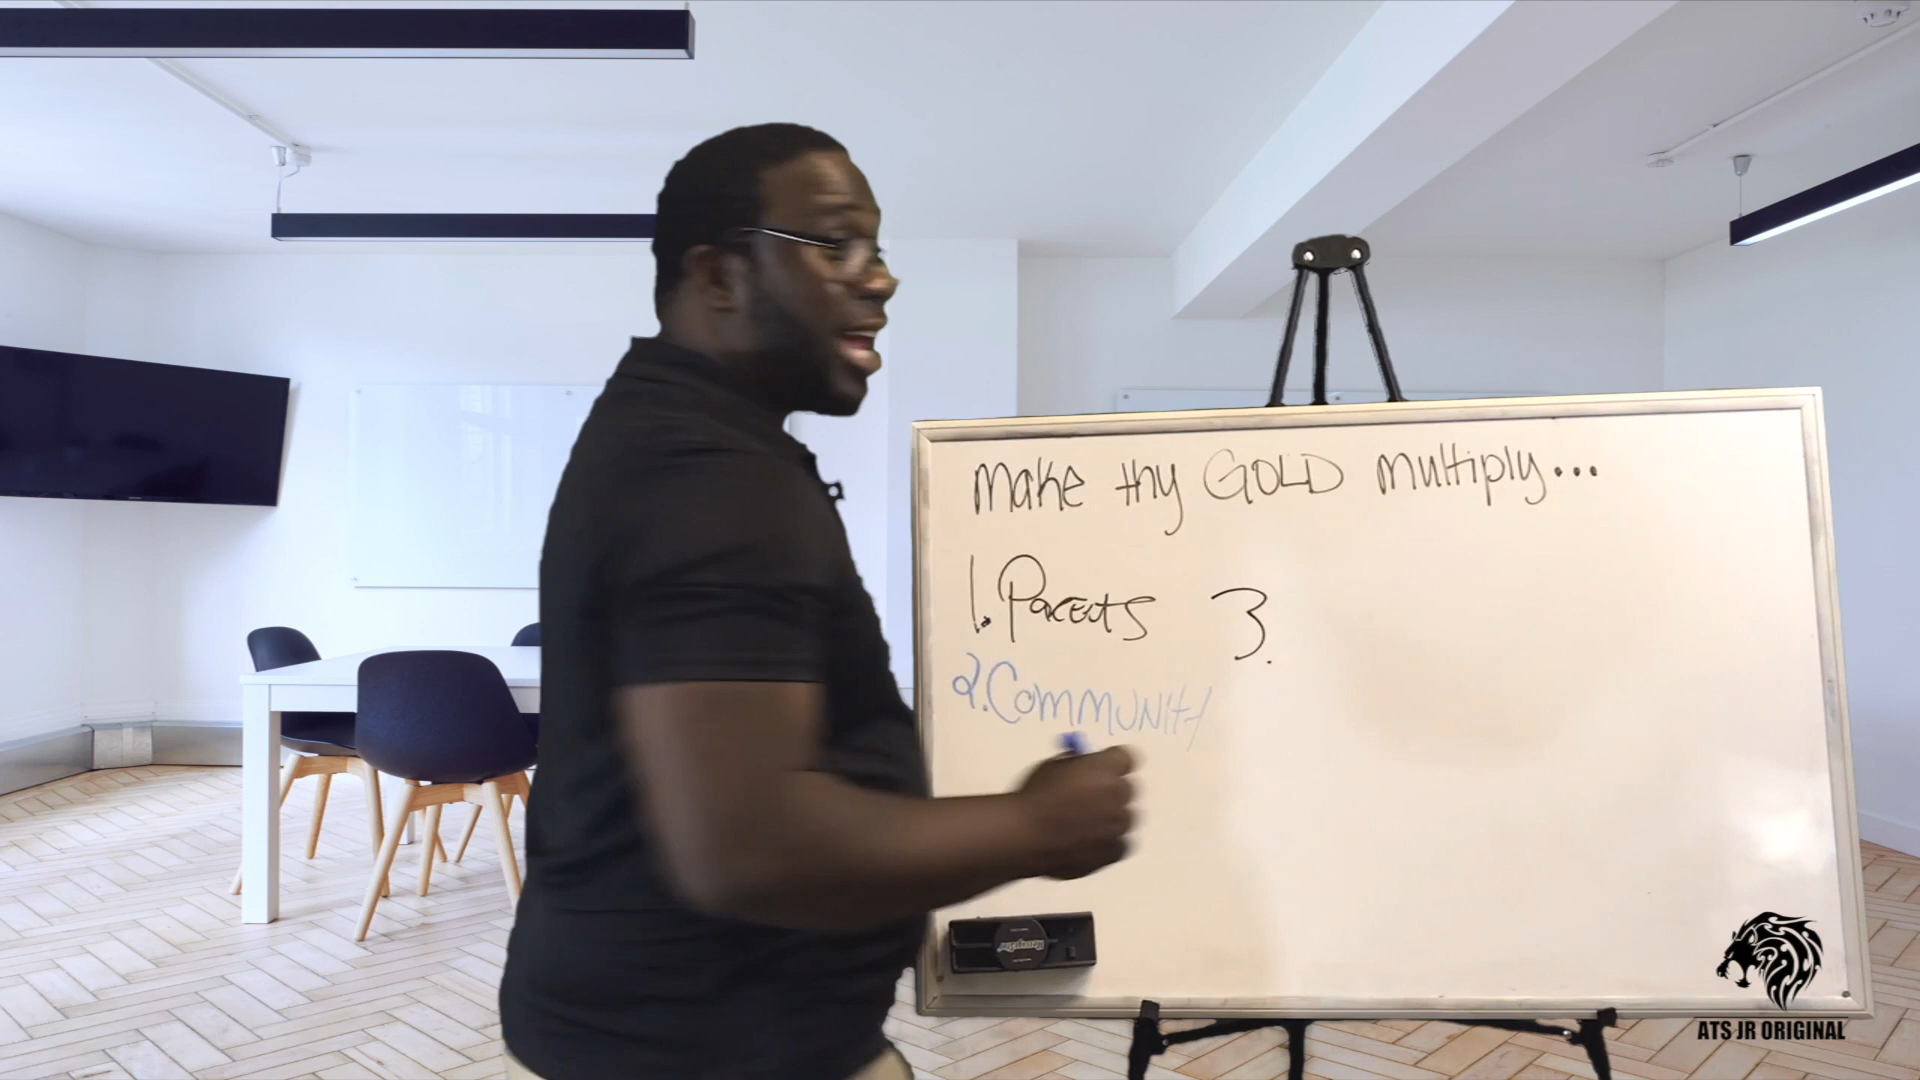 Make thy GOLD Multiply...
1. Parents
3.
2. Community
ATS JR ORIGINAL